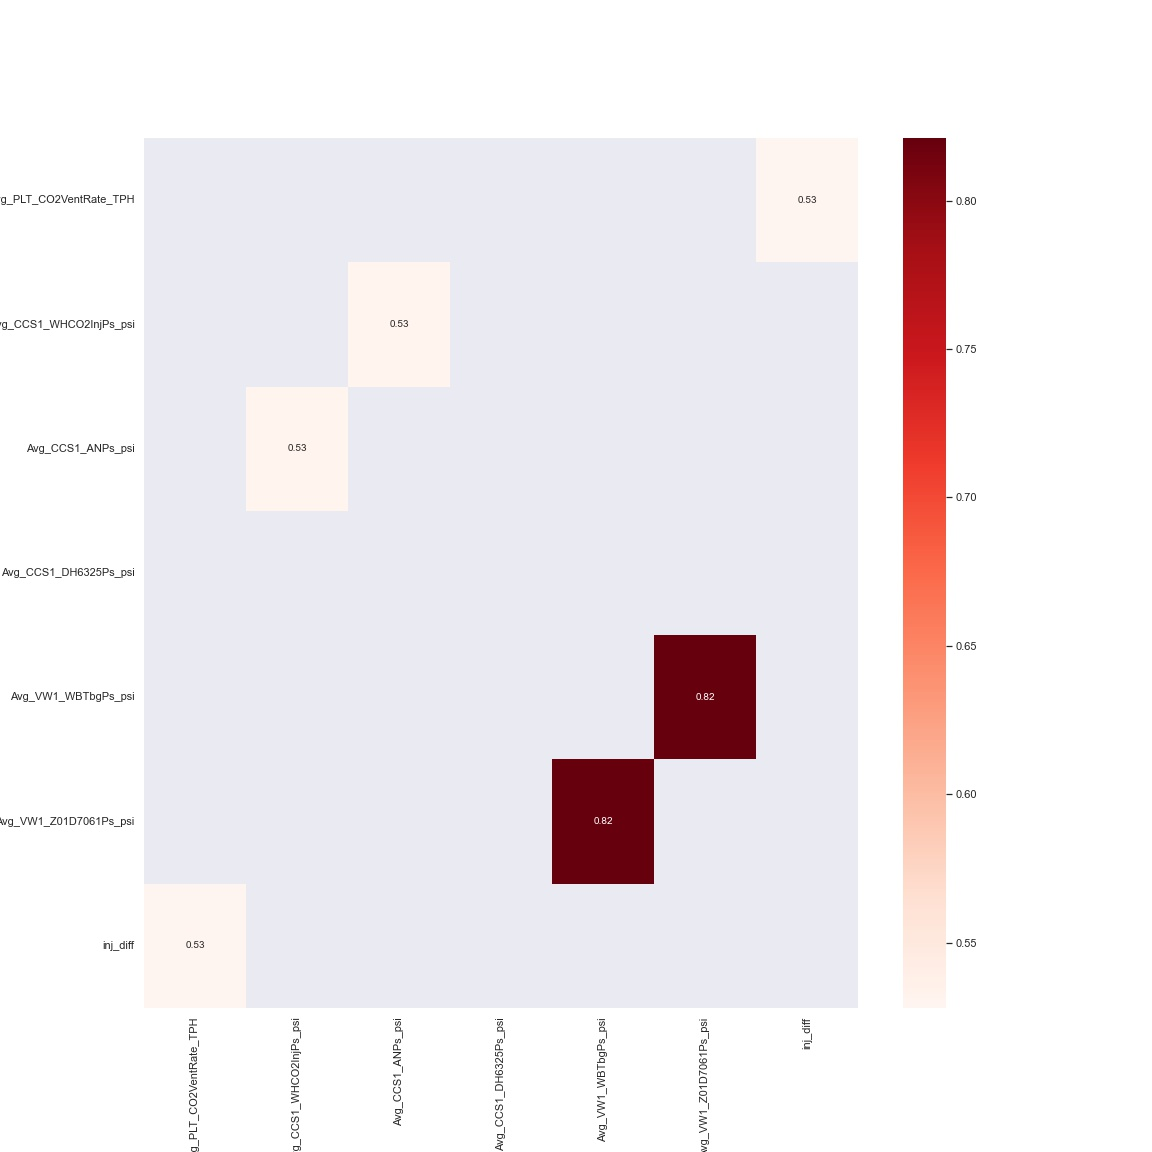 g_PLT_CO2VentRate_TPH
0.53
0.80
vg_CCS1_WHCO2InjPs_psi
0.53
0.75
Avg_CCS1_ANPs_psi
0.53
0.70
Avg_CCS1_DH6325Ps_psi
0.65
Avg_VW1_WBTbgPs_psi
0.82
0.60
Avg_VW1_Z01D7061Ps_psi
0.82
0.55
inj_diff
0.53
g_PLT_CO2VentRate_TPH
g_CCS1_WHCO2InjPs_psi
Avg_CCS1_ANPs_psi
Avg_CCS1_DH6325Ps_psi
Avg_VW1_WBTbgPs_psi
vg_VW1_Z01D7061Ps_psi
inj_diff